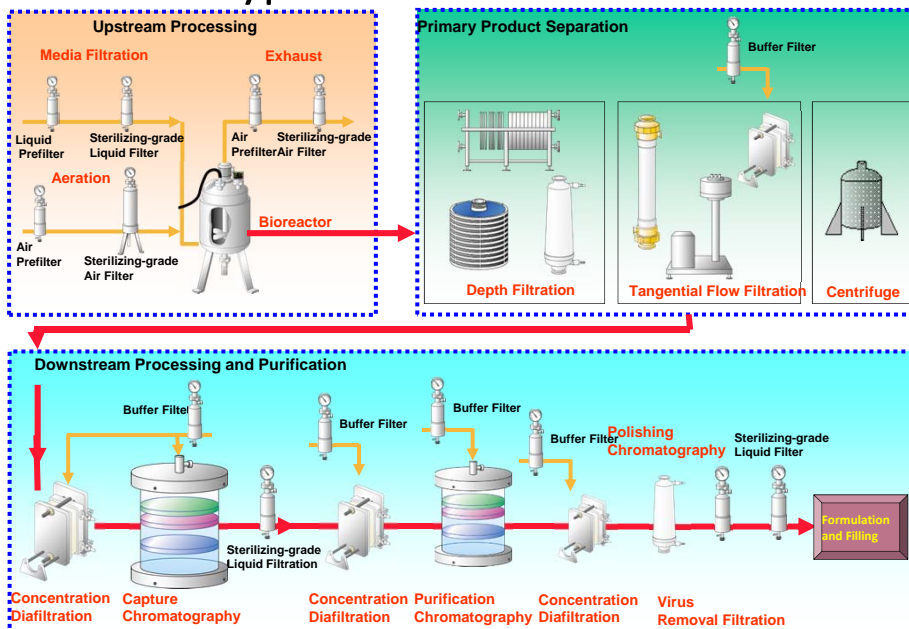 Upstream Processing
Media Filtration
Exhaust
Liquid
Prefilter
Sterilizing-grade
Liquid Filter
Air
Prefilter
Sterilizing-grade
Air Filter
Aeration
Air
Prefilter
Sterilizing-grade
Air Filter
Bioreactor
Primary Product Separation
Buffer Filter
Depth Filtration
Tangential Flow Filtration
Centrifuge
Downstream Processing and Purification
Buffer Filter
Buffer Filter
Buffer Filter
Buffer Filter
Polishing
Chromatography
Sterilizing-grade
Liquid Filter
Sterilizing-grade
Liquid Filtration
Formulation
and Filling
Concentration
Diafiltration
Capture
Chromatography
Concentration
Diafiltration
Purification
Chromatography
Concentration
Diafiltration
Virus
Removal Filtration